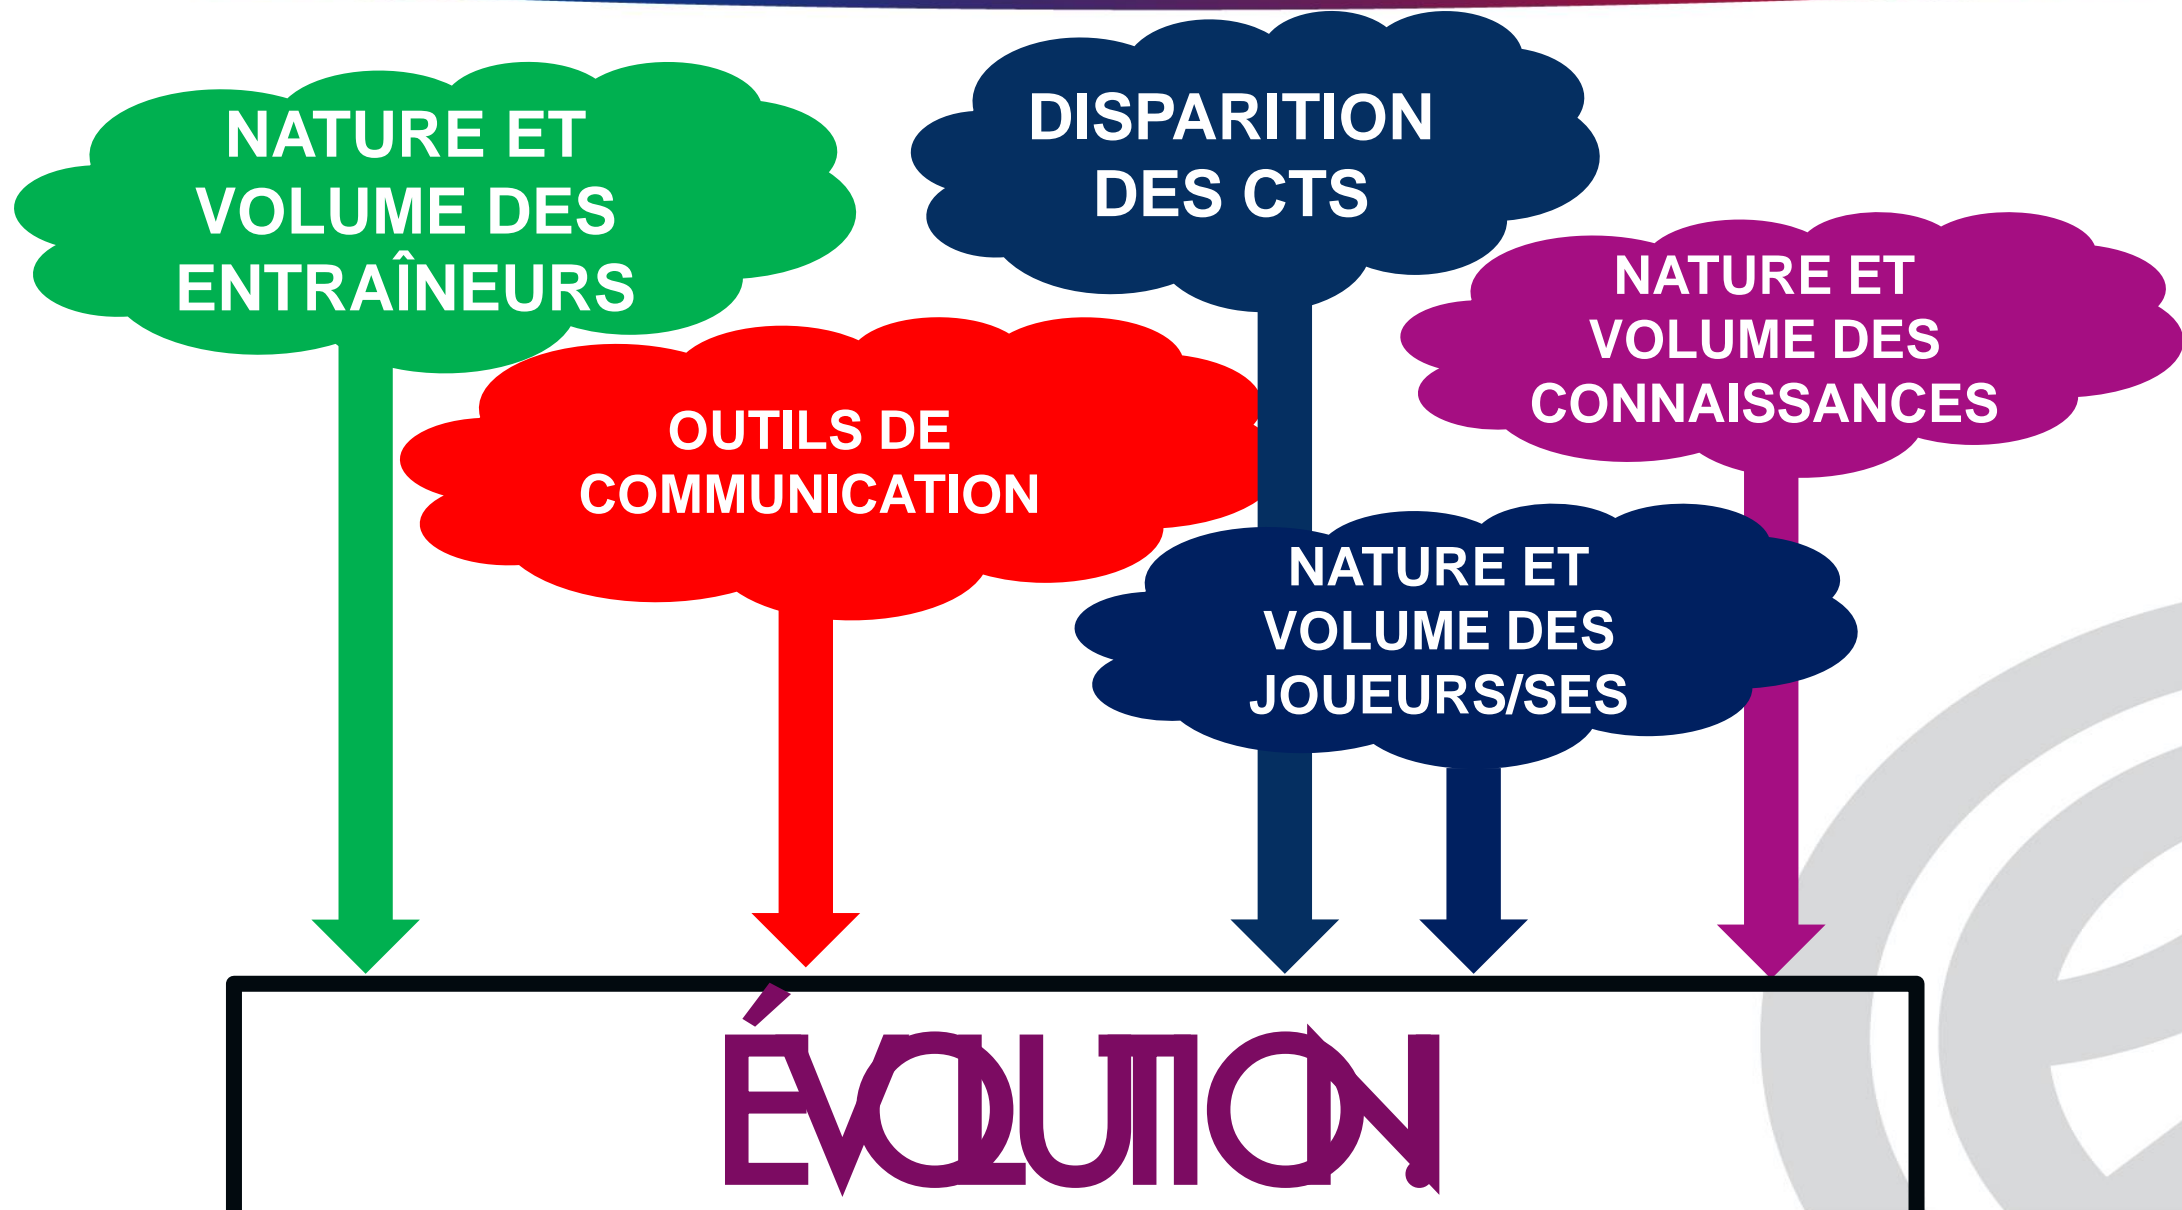 NATURE ET
VOLUME DES
ENTRAÎNEURS
DISPARITION
DES CTS
NATURE ET
VOLUME DES
CONNAISSANCES
OUTILS DE
COMMUNICATION
NATURE ET
VOLUME DES
JOUEURS/SES
ÉVOLUTION!